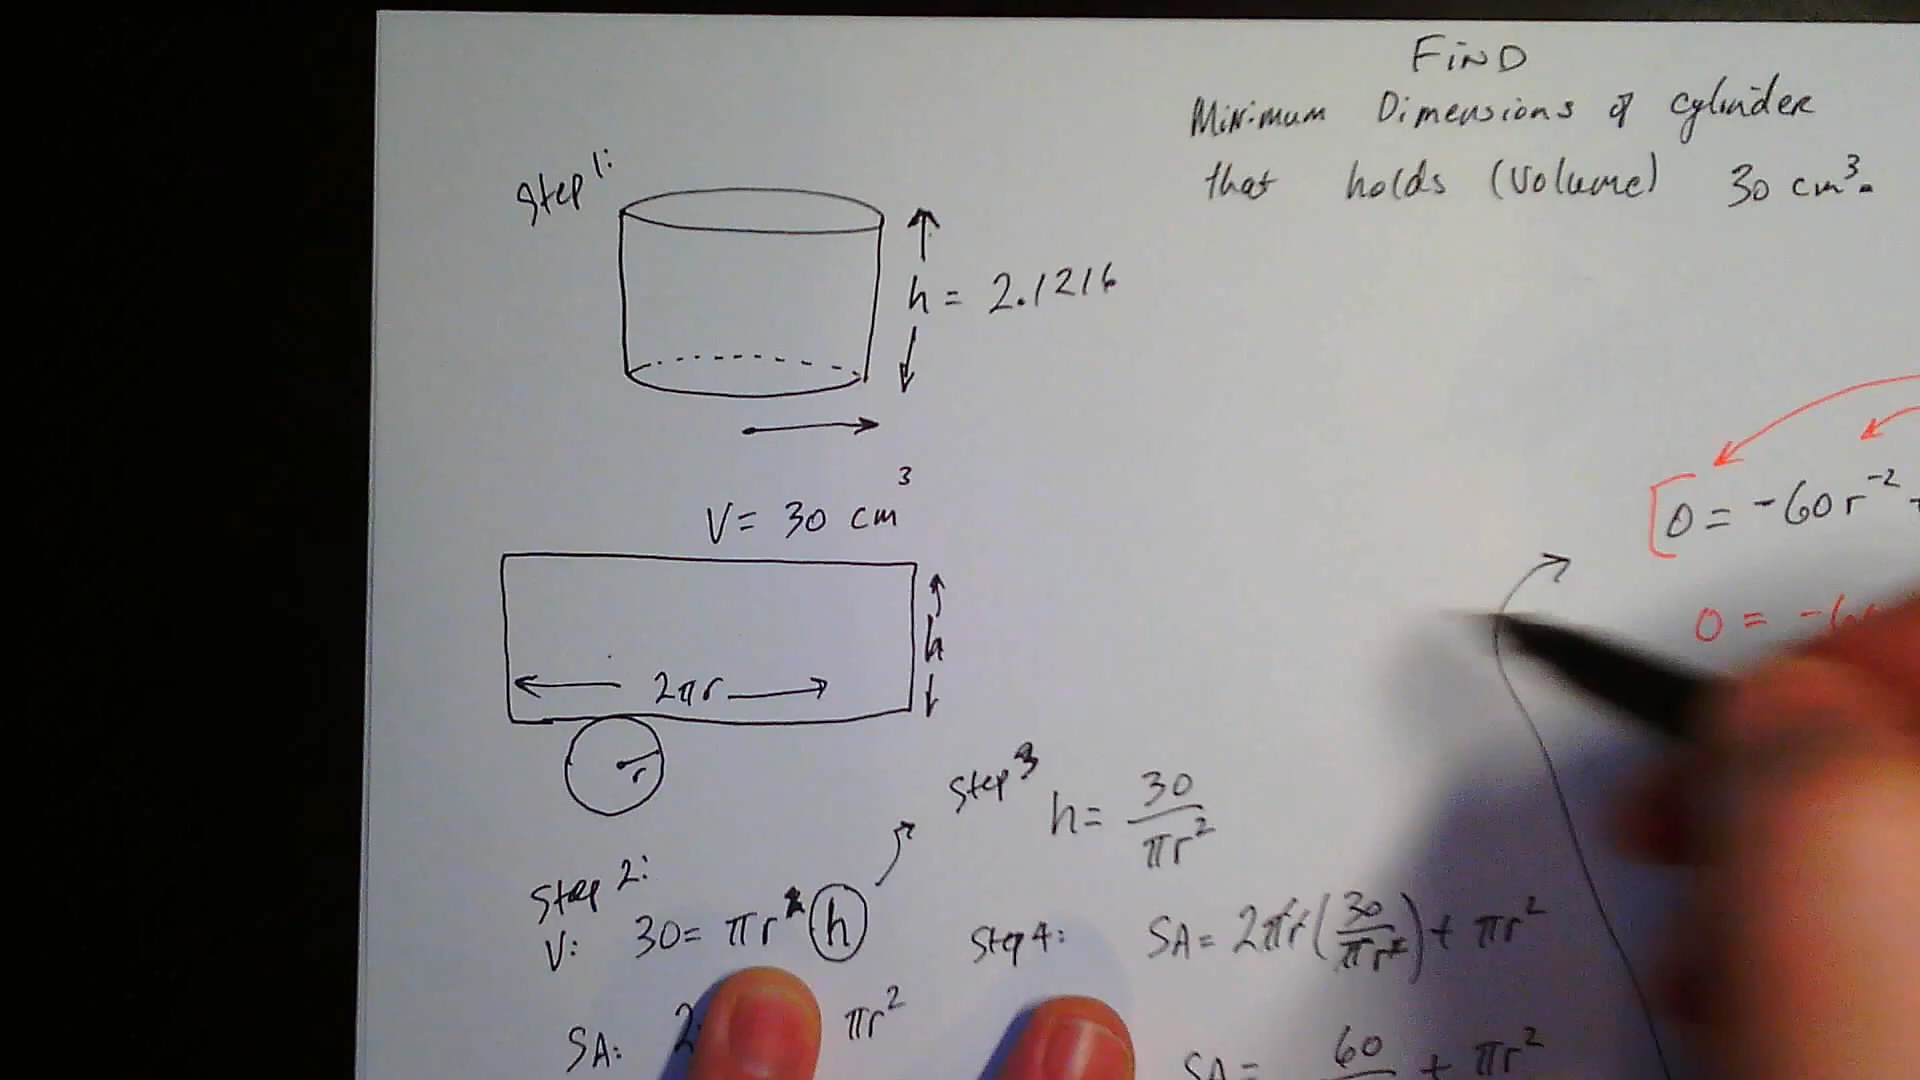 FIND
Minimum Dimensions of cylinder
that holds (Volume) 30 cm³.
Step 1:
h = 2.1216
V = 30 cm³
h
2πr
r
Step 2:
V: 30 = πr² h
SA: 2 πr²
Step 3
h = 30/πr²
Step 4: SA = 2πr(30/πr²) + πr²
SA = 60 + πr²
0 = -60r⁻² +
0 = -